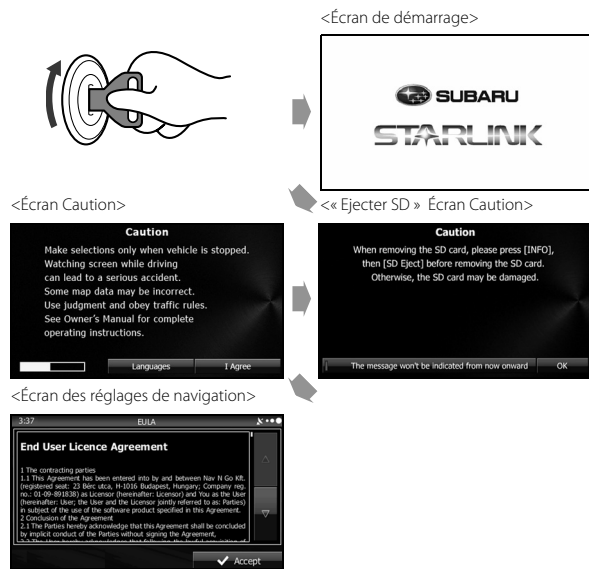 <Écran de démarrage>
SUBARU
STARLINK
<Écran Caution>
Caution
Make selections only when vehicle is stopped.
Watching screen while driving
can lead to a serious accident.
Some map data may be incorrect.
Use judgment and obey traffic rules.
See Owner's Manual for complete
operating instructions.
Languages
I Agree
<« Ejecter SD » Écran Caution>
Caution
When removing the SD card, please press [INFO],
then [SD Eject] before removing the SD card.
Otherwise, the SD card may be damaged.
The message won't be indicated from now onward
OK
<Écran des réglages de navigation>
3:37
EULA
End User Licence Agreement
1 The contracting parties
1.1 This Agreement has been entered into by and between Nav N Go Kft.
(registered seat: 23 Bérc utca, H-1016 Budapest, Hungary; Company reg.
no.: 01-09-891838) as Licensor (hereinafter: Licensor) and You as the User
(hereinafter: User; the User and the Licensor jointly referred to as: Parties)
in subject of the use of the software product specified in this Agreement.
2 Conclusion of the Agreement
2.1 The Parties hereby acknowledge that this Agreement shall be concluded
by implicit conduct of the Parties without signing the Agreement.
Accept